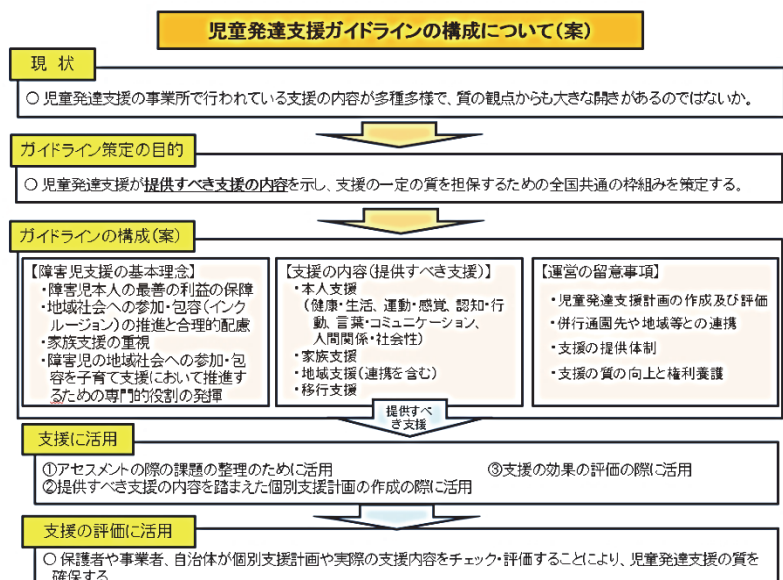 児童発達支援ガイドラインの構成について(案)
現 状
○ 児童発達支援の事業所で行われている支援の内容が多種多様で、質の観点からも大きな開きがあるのではないか。
ガイドライン策定の目的
○ 児童発達支援が提供すべき支援の内容を示し、支援の一定の質を担保するための全国共通の枠組みを策定する。
ガイドラインの構成(案)
【障害児支援の基本理念】
・障害児本人の最善の利益の保障
・地域社会への参加・包容(インク
ルージョン)の推進と合理的配慮
・家族支援の重視
・障害児の地域社会への参加・包
容を子育て支援において推進す
るための専門的役割の発揮
【支援の内容(提供すべき支援)】
・本人支援
(健康・生活、運動・感覚、認知・行
動、言葉・コミュニケーション、
人間関係・社会性)
・家族支援
・地域支援(連携を含む)
・移行支援
【運営の留意事項】
・児童発達支援計画の作成及び評価
・併行通園先や地域等との連携
・支援の提供体制
・支援の質の向上と権利養護
提供すべ
き支援
支援に活用
①アセスメントの際の課題の整理のために活用 ③支援の効果の評価の際に活用
②提供すべき支援の内容を踏まえた個別支援計画の作成の際に活用
支援の評価に活用
○ 保護者や事業者、自治体が個別支援計画や実際の支援内容をチェック・評価することにより、児童発達支援の質を
確保する